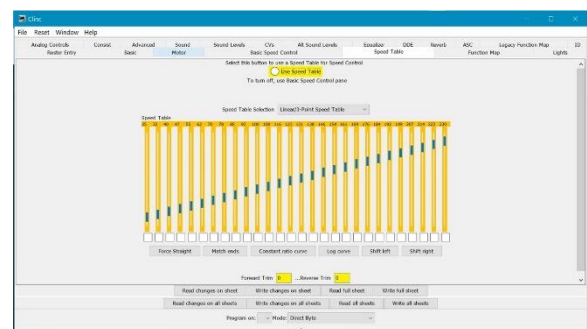 Clinc
File Reset Window Help
Analog Controls Consist Advanced Sound Sound Levels CVs Alt Sound Levels Equalizer DDE Reverb ASC Legacy Function Map
Roster Entry Basic Motor Basic Speed Control Speed Table Function Map Lights
Select this button to use a Speed Table for Speed Control
Use Speed Table
To turn off, use Basic Speed Control pane
Speed Table Selection Linear/3-Point Speed Table
Speed Table
Force Straight Match ends Constant ratio curve Log curve Shift left Shift right
Forward Trim 0 ...Reverse Trim 0
Read changes on sheet Write changes on sheet Read full sheet Write full sheet
Read changes on all sheets Write changes on all sheets Read all sheets Write all sheets
Program on: Mode: Direct Byte